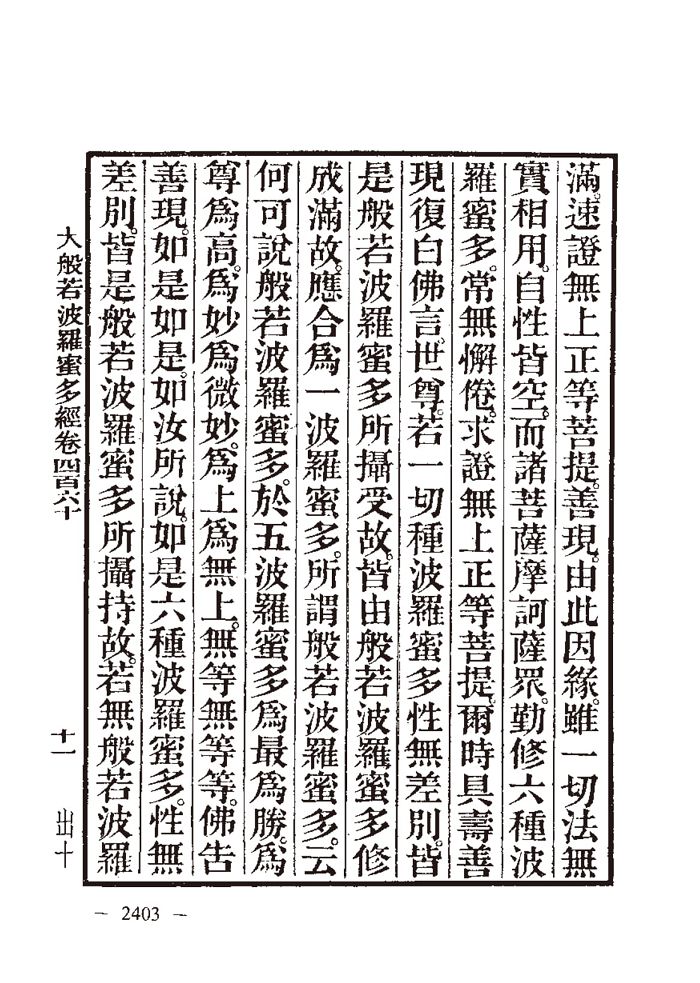 滿。速證無上正等菩提。善現。由此因緣。雖一切法無
實相用。自性皆空。而諸菩薩摩訶薩眾。勤修六種波
羅蜜多。常無懈倦。求證無上正等菩提。爾時具壽善
現復白佛言。世尊。若一切種波羅蜜多性無差別。皆
是般若波羅蜜多所攝受故。皆由般若波羅蜜多修
成滿故。應合為一波羅蜜多。所謂般若波羅蜜多。云
何可說般若波羅蜜多。於五波羅蜜多為最為勝。為
尊為高。為妙為微妙。為上為無上。無等無等等。佛告
善現。如是如是。如汝所說。如是六種波羅蜜多。性無
差別。皆是般若波羅蜜多所攝持故。若無般若波羅
大般若波羅蜜多經卷四百六十 十一 出十
— 2403 —